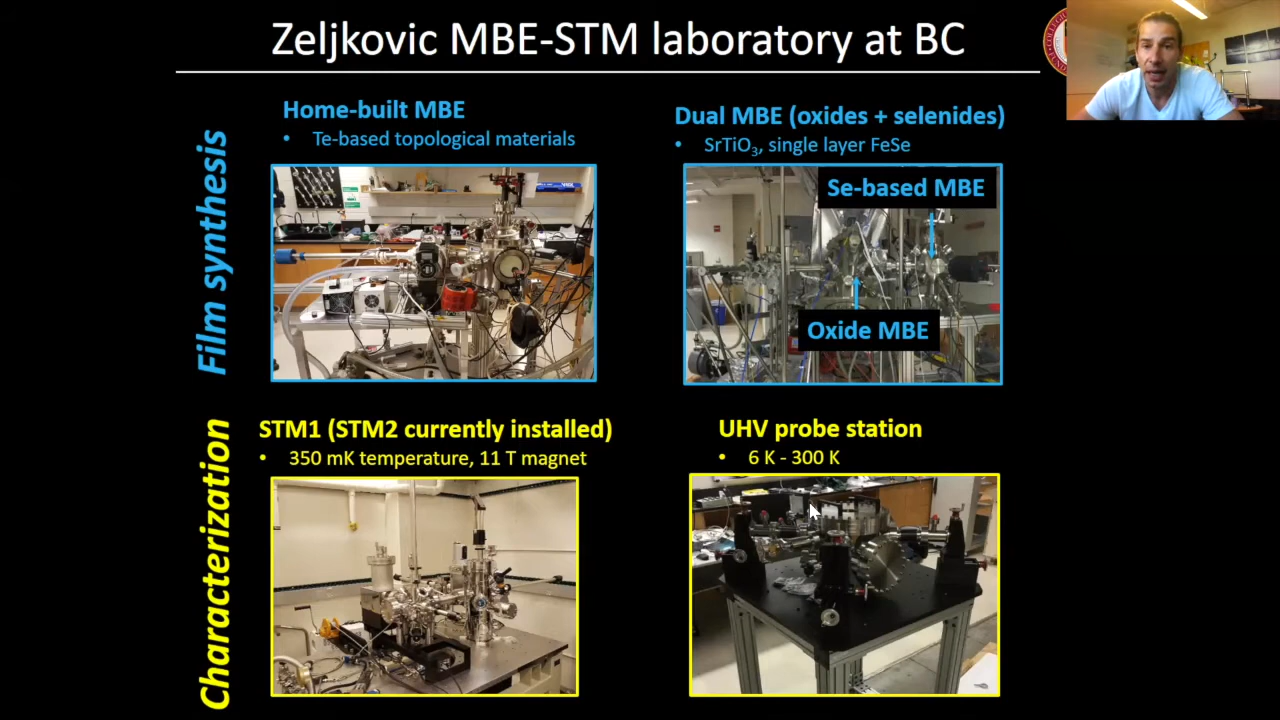 Zeljkovic MBE-STM laboratory at BC
Film synthesis
Home-built MBE
• Te-based topological materials
Dual MBE (oxides + selenides)
• SrTiO₃, single layer FeSe
Se-based MBE
Oxide MBE
Characterization
STM1 (STM2 currently installed)
• 350 mK temperature, 11 T magnet
UHV probe station
• 6 K - 300 K